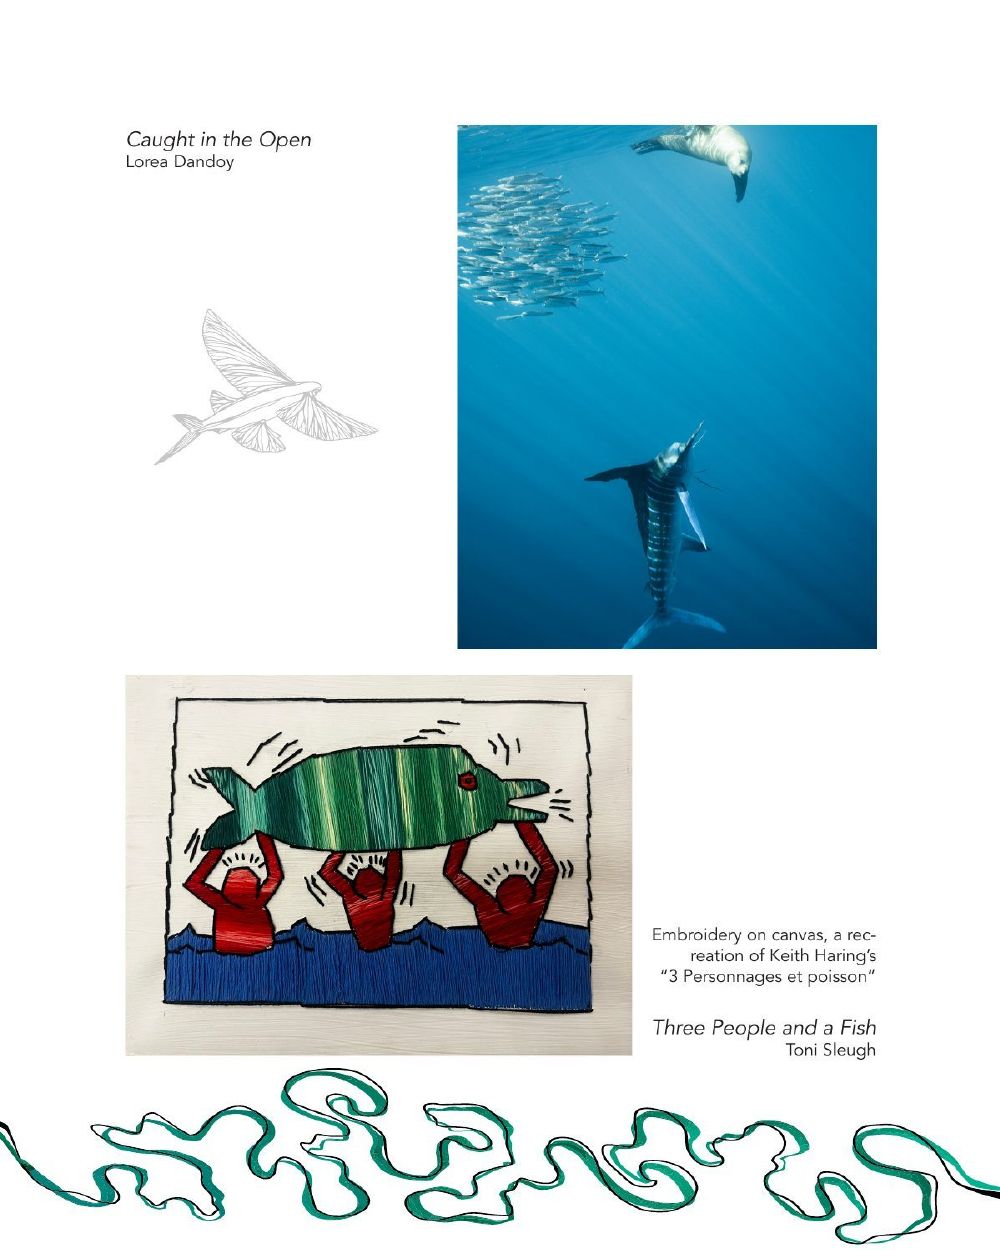 Caught in the Open
Lorea Dandoy
Embroidery on canvas, a rec-
reation of Keith Haring’s
“3 Personnages et poisson”
Three People and a Fish
Toni Sleugh